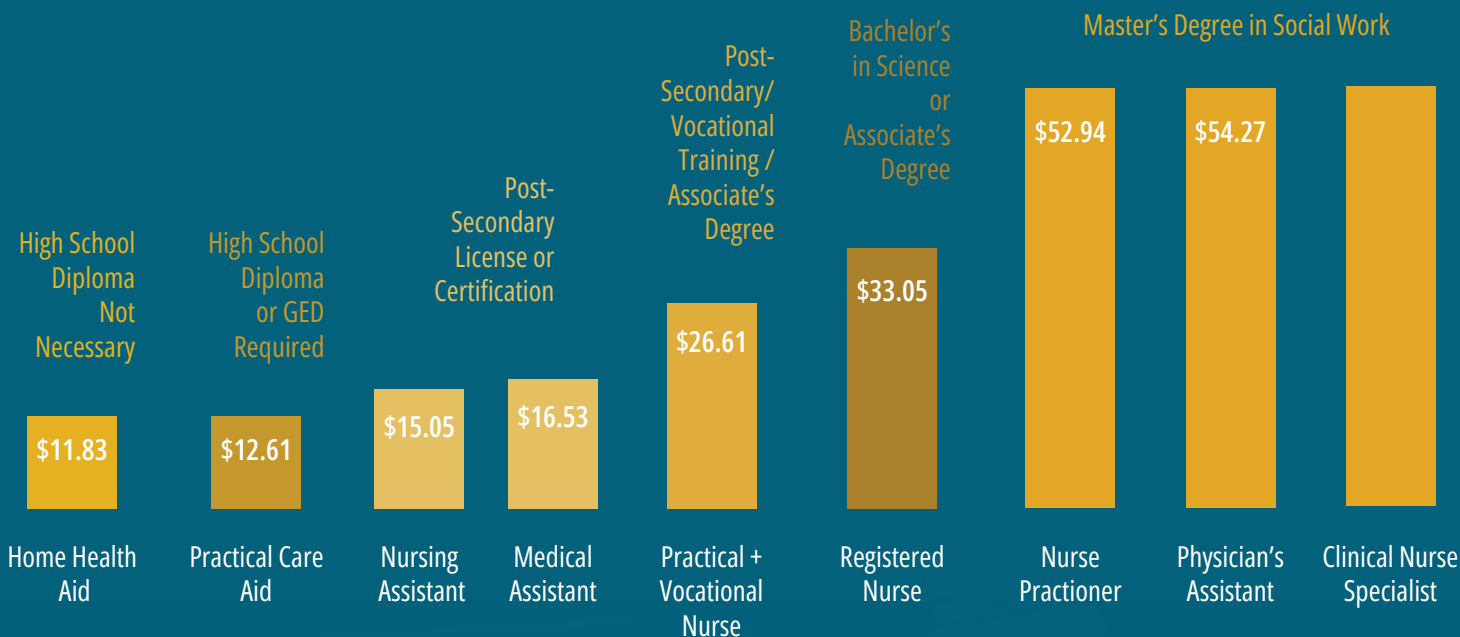 High School
Diploma
Not
Necessary
$11.83
Home Health
Aid
High School
Diploma
or GED
Required
$12.61
Practical Care
Aid
Post-
Secondary
License or
Certification
$15.05
Nursing
Assistant
$16.53
Medical
Assistant
Post-
Secondary/
Vocational
Training /
Associate's
Degree
$26.61
Practical +
Vocational
Nurse
Bachelor's
in Science
or
Associate's
Degree
$33.05
Registered
Nurse
Master's Degree in Social Work
$52.94
Nurse
Practioner
$54.27
Physician's
Assistant
Clinical Nurse
Specialist